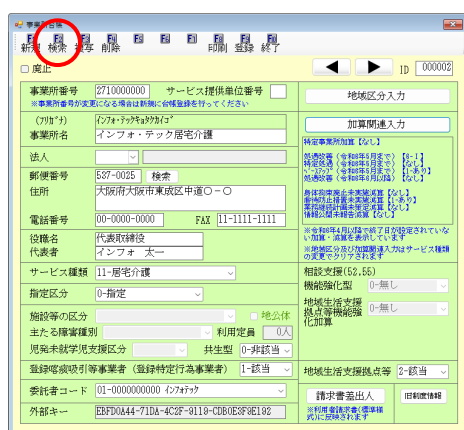 事業所台帳
F1 F2 F3 F4 F5 F6 F7 F8 F9 F10
新規 検索 複写 削除 印刷 登録 終了
廃止
ID 000002
事業所番号 2710000000 サービス提供単位番号
※事業所番号が変更になる場合は新規に台帳登録を行ってください
(フリガナ) インフォ・テックキョタクカイゴ
事業所名 インフォ・テック居宅介護
法人
郵便番号 537-0025 検索
住所 大阪府大阪市東成区中道○-○
電話番号 00-0000-0000 FAX 11-1111-1111
役職名 代表取締役
代表者 インフォ 太一
サービス種類 11-居宅介護
指定区分 0-指定
施設等の区分 地公体
主たる障害種別 利用定員 0人
児発未就学児支援区分 共生型 0-非該当
登録喀痰吸引等事業者(登録特定行為事業者) 1-該当
委託者コード 01-0000000000 インフォテック
外部キー EBFD0A44-71DA-4C2F-9119-CDB0E3F9E192
地域区分入力
加算関連入力
特定事業所加算【なし】
処遇改善(令和6年5月まで)【6-1】
特定処遇(令和6年5月まで)【なし】
ベースアップ(令和6年5月まで)【1-あり】
処遇改善(令和6年6月以降)【なし】
身体拘束廃止未実施減算【なし】
虐待防止措置未実施減算【1-あり】
業務継続計画未策定減算【なし】
情報公開未報告減算【なし】
※令和6年4月以降で終了日が設定されていない加算・減算を表示しています
※地域区分及び加算関連入力はサービス種類の変更でクリアされます
相談支援(52,55)
機能強化型 0-無し
地域生活支援
拠点等機能強 0-無し
化加算
地域生活支援拠点等 2-該当
請求書差出人 旧制度情報
※利用者請求書(標準様式)に反映されます